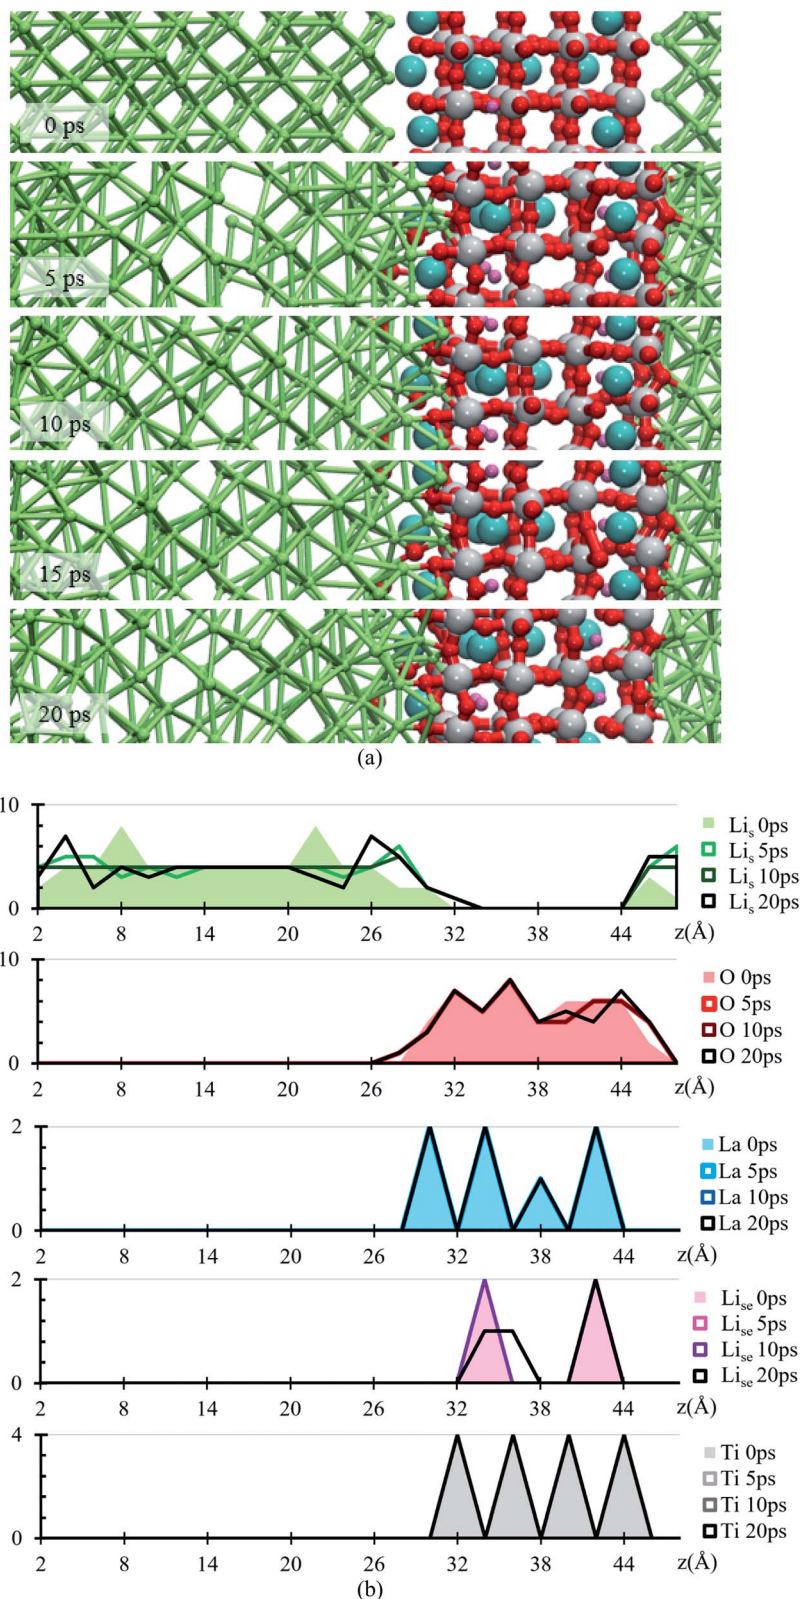 0 ps
5 ps
10 ps
15 ps
20 ps
(a)
10
0
2 8 14 20 26 32 38 44 z(Å)
Liₛ 0ps
Liₛ 5ps
Liₛ 10ps
Liₛ 20ps
10
0
2 8 14 20 26 32 38 44 z(Å)
O 0ps
O 5ps
O 10ps
O 20ps
2
0
2 8 14 20 26 32 38 44 z(Å)
La 0ps
La 5ps
La 10ps
La 20ps
2
0
2 8 14 20 26 32 38 44 z(Å)
Liₛₑ 0ps
Liₛₑ 5ps
Liₛₑ 10ps
Liₛₑ 20ps
4
0
2 8 14 20 26 32 38 44 z(Å)
Ti 0ps
Ti 5ps
Ti 10ps
Ti 20ps
(b)